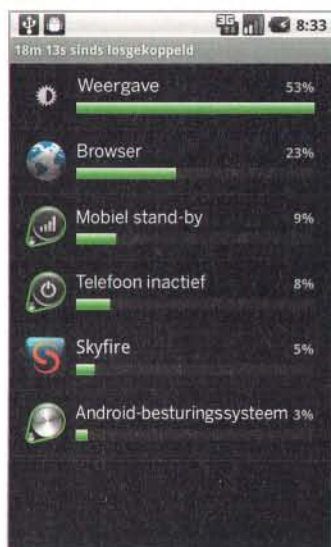 3G
8:33
18m 13s sinds losgekoppeld
Weergave 53%
Browser 23%
Mobiel stand-by 9%
Telefoon inactief 8%
Skyfire 5%
Android-besturingssysteem 3%